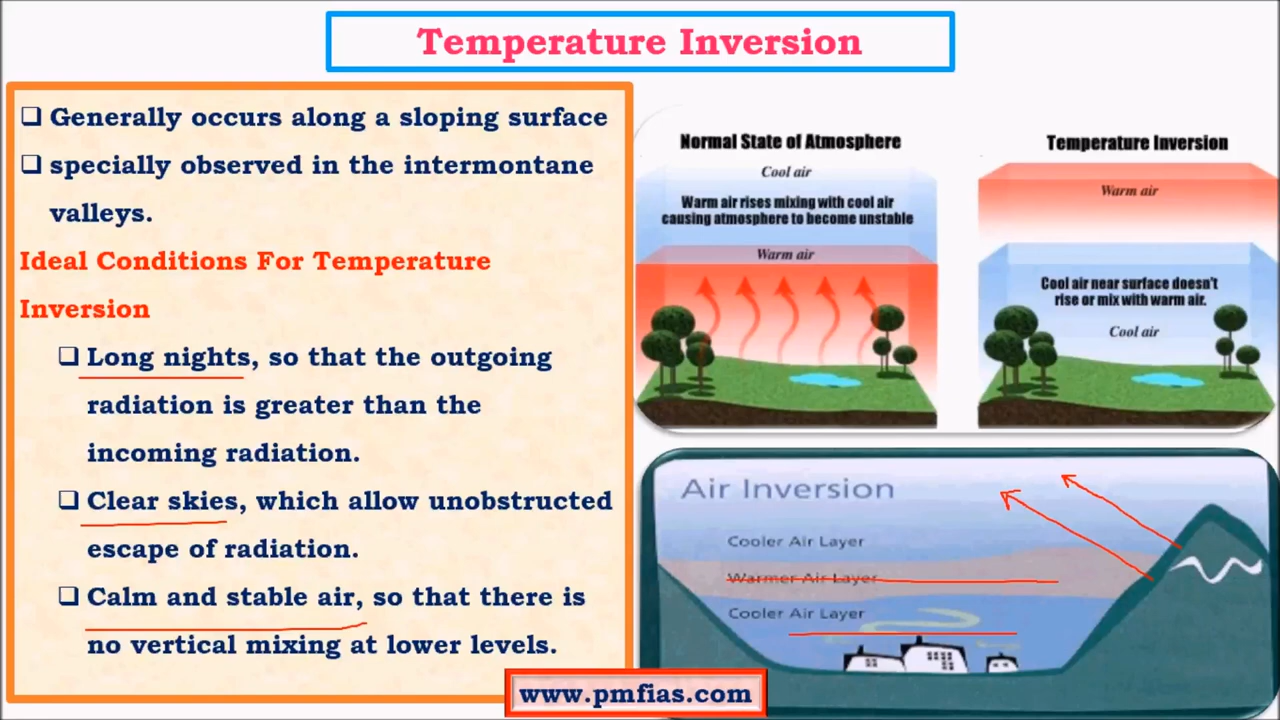 Temperature Inversion
❑ Generally occurs along a sloping surface
❑ specially observed in the intermontane
valleys.
Ideal Conditions For Temperature
Inversion
❑ Long nights, so that the outgoing
radiation is greater than the
incoming radiation.
❑ Clear skies, which allow unobstructed
escape of radiation.
❑ Calm and stable air, so that there is
no vertical mixing at lower levels.
Normal State of Atmosphere
Cool air
Warm air rises mixing with cool air
causing atmosphere to become unstable
Warm air
Temperature Inversion
Warm air
Cool air near surface doesn't
rise or mix with warm air.
Cool air
Air Inversion
Cooler Air Layer
Warmer Air Layer
Cooler Air Layer
www.pmfias.com